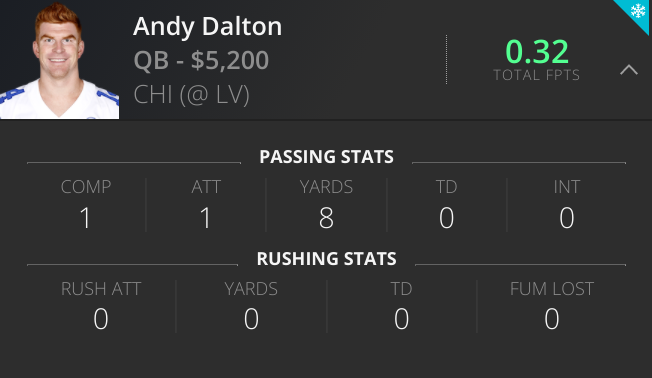 Andy Dalton
QB - $5,200
CHI (@ LV)
0.32
TOTAL FPTS
PASSING STATS
COMP ATT YARDS TD INT
1 1 8 0 0
RUSHING STATS
RUSH ATT YARDS TD FUM LOST
0 0 0 0